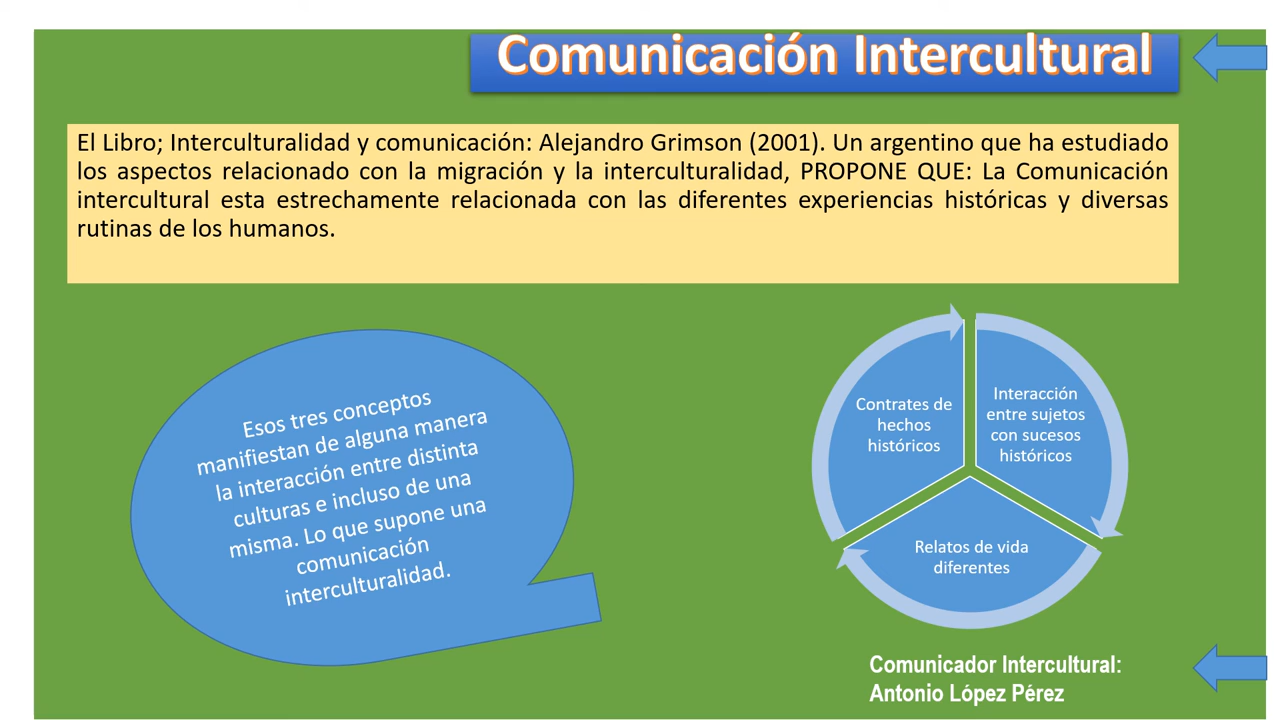 Comunicación Intercultural
El Libro; Interculturalidad y comunicación: Alejandro Grimson (2001). Un argentino que ha estudiado
los aspectos relacionado con la migración y la interculturalidad, PROPONE QUE: La Comunicación
intercultural esta estrechamente relacionada con las diferentes experiencias históricas y diversas
rutinas de los humanos.
Esos tres conceptos
manifiestan de alguna manera
la interacción entre distinta
culturas e incluso de una
misma. Lo que supone una
comunicación
interculturalidad.
Contrates de
hechos
históricos
Interacción
entre sujetos
con sucesos
históricos
Relatos de vida
diferentes
Comunicador Intercultural:
Antonio López Pérez